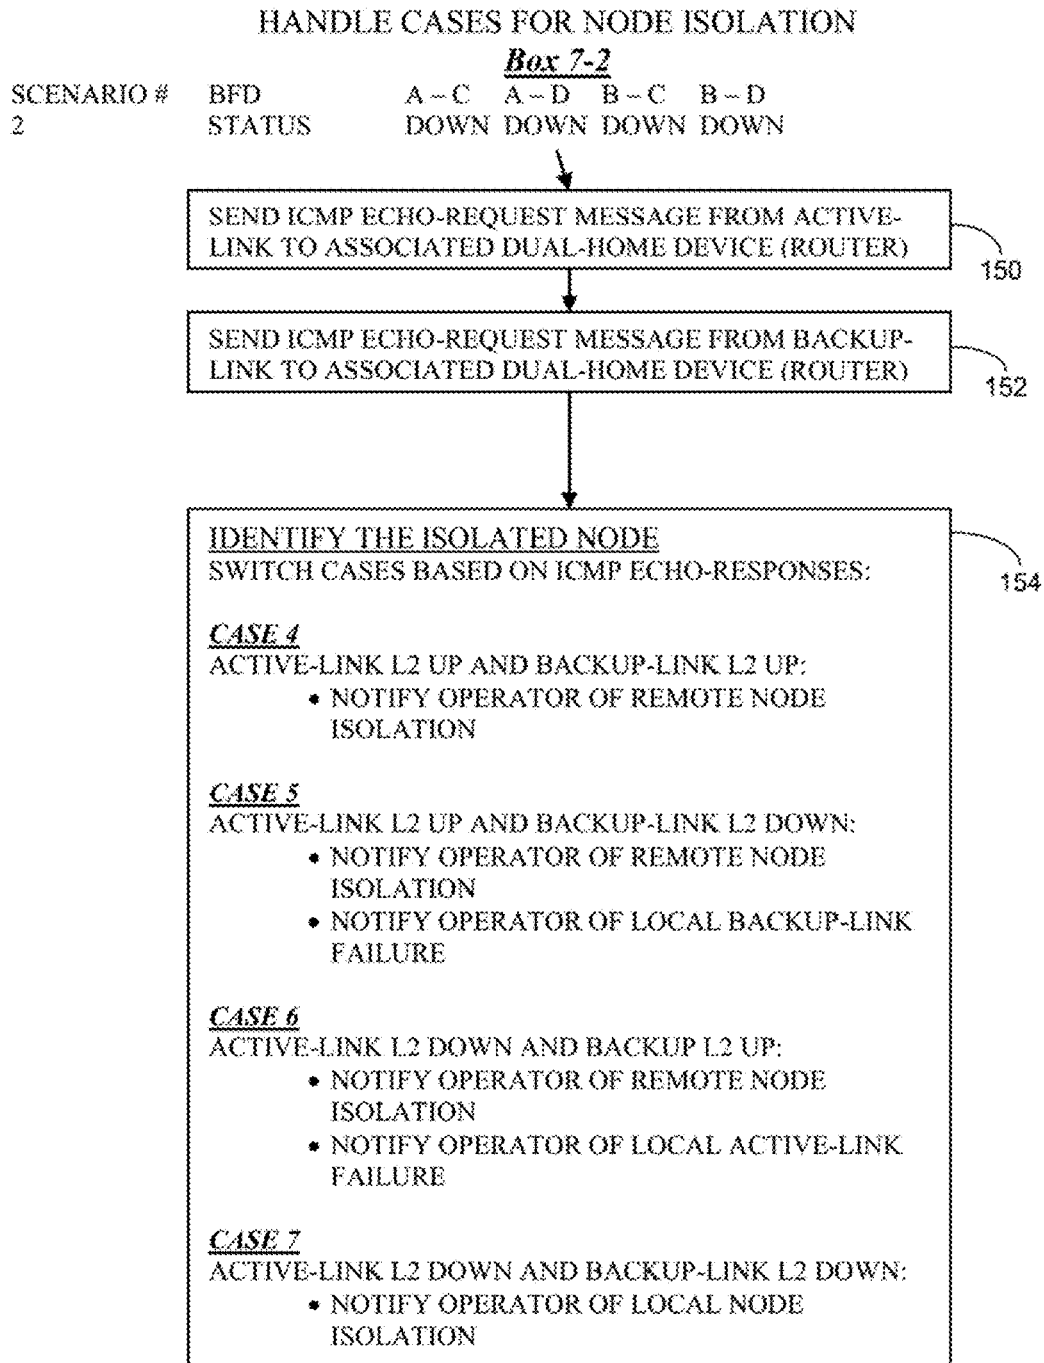 HANDLE CASES FOR NODE ISOLATION
Box 7-2
SCENARIO # BFD A – C A – D B – C B – D
2 STATUS DOWN DOWN DOWN DOWN
SEND ICMP ECHO-REQUEST MESSAGE FROM ACTIVE-
LINK TO ASSOCIATED DUAL-HOME DEVICE (ROUTER)
150
SEND ICMP ECHO-REQUEST MESSAGE FROM BACKUP-
LINK TO ASSOCIATED DUAL-HOME DEVICE (ROUTER)
152
IDENTIFY THE ISOLATED NODE
SWITCH CASES BASED ON ICMP ECHO-RESPONSES:
154
CASE 4
ACTIVE-LINK L2 UP AND BACKUP-LINK L2 UP:
• NOTIFY OPERATOR OF REMOTE NODE
ISOLATION
CASE 5
ACTIVE-LINK L2 UP AND BACKUP-LINK L2 DOWN:
• NOTIFY OPERATOR OF REMOTE NODE
ISOLATION
• NOTIFY OPERATOR OF LOCAL BACKUP-LINK
FAILURE
CASE 6
ACTIVE-LINK L2 DOWN AND BACKUP L2 UP:
• NOTIFY OPERATOR OF REMOTE NODE
ISOLATION
• NOTIFY OPERATOR OF LOCAL ACTIVE-LINK
FAILURE
CASE 7
ACTIVE-LINK L2 DOWN AND BACKUP-LINK L2 DOWN:
• NOTIFY OPERATOR OF LOCAL NODE
ISOLATION